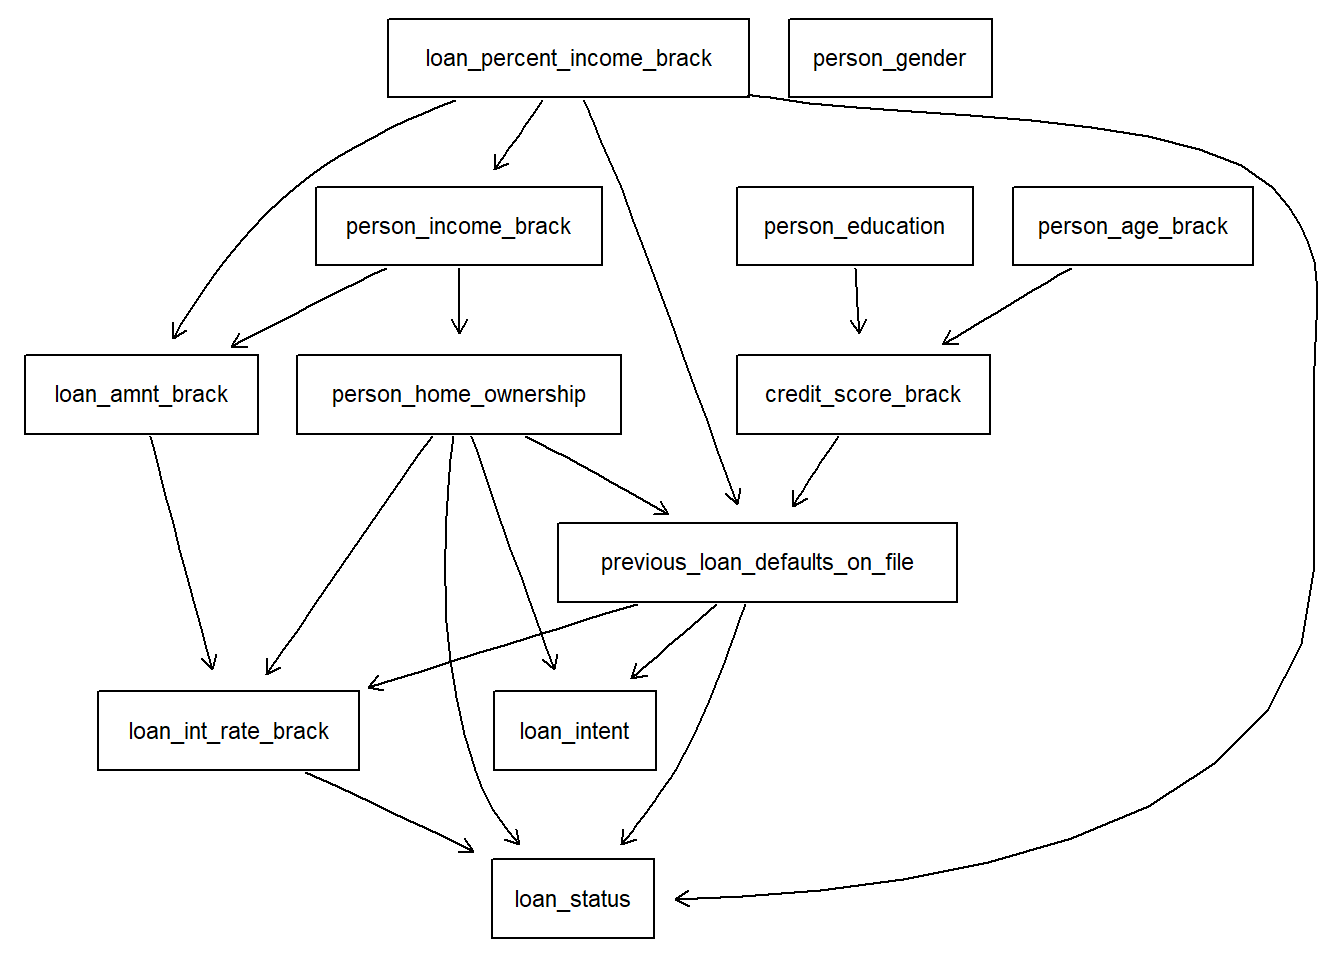 loan_percent_income_brack
person_gender
person_income_brack
person_education
person_age_brack
loan_amnt_brack
person_home_ownership
credit_score_brack
previous_loan_defaults_on_file
loan_int_rate_brack
loan_intent
loan_status